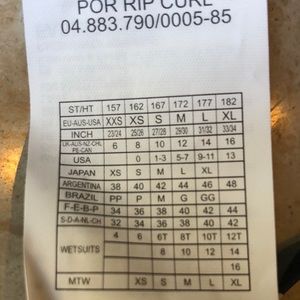 POR RIP CURL
04.883.790/0005-85
ST/HT 157 162 167 172 177 182
EU-AUS-USA XXS XS S M L XL
INCH 23/24 25/26 27/28 29/30 31/32 33/34
UK-AUS-NZ-CHL 6 8 10 12 14 16
PE-CAN
USA 0 1-3 5-7 9-11 13
JAPAN XS S M L XL
ARGENTINA 38 40 42 44 46 48
BRAZIL PP P M G GG
F-E-B-P 34 36 38 40 42 44
S-D-A-NL-CH 32 34 36 38 40 42
4 6 6T 8T 10T 12T
WETSUITS 8 10 12 14
16
MTW XS S M L XL